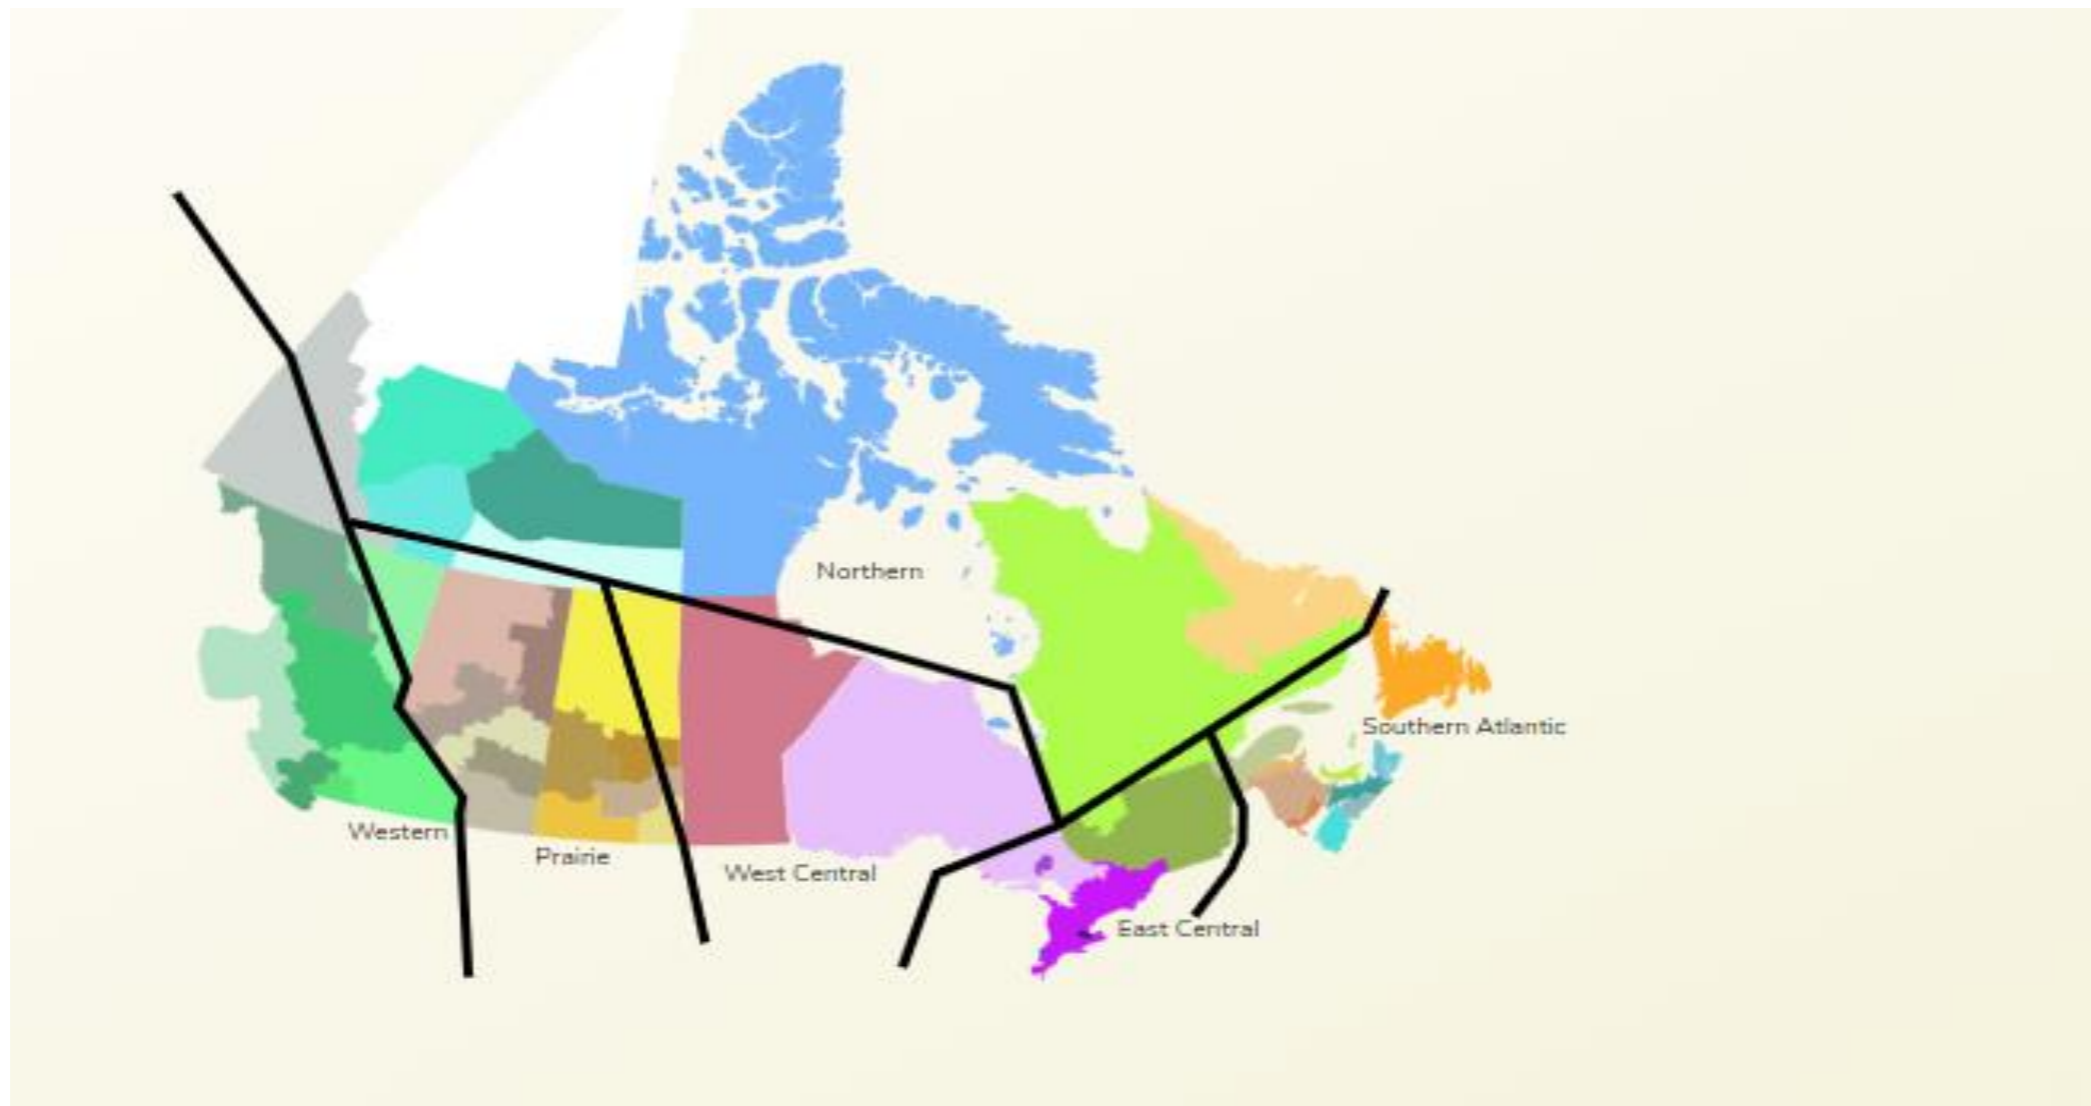 Northern
Southern Atlantic
Western
Prairie
West Central
East Central